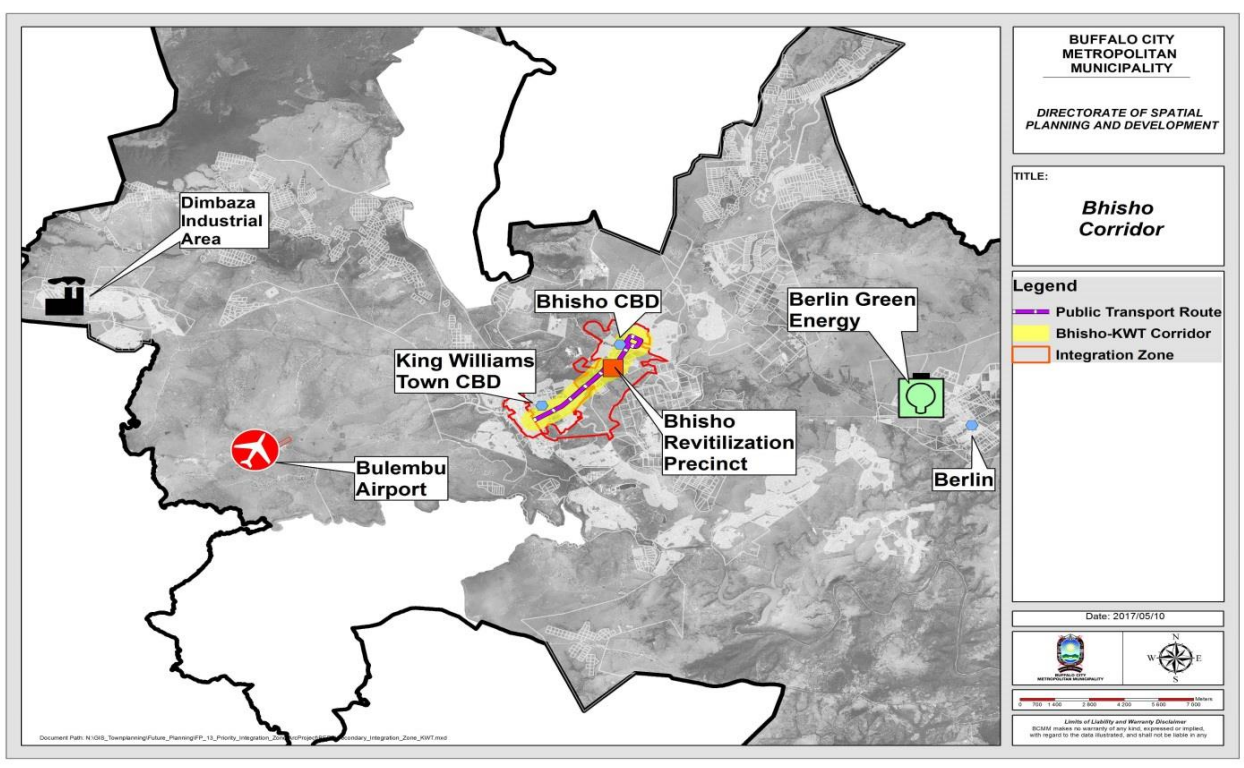 Dimbaza
Industrial
Area
Bhisho CBD
King Williams
Town CBD
Berlin Green
Energy
Bhisho
Revitilization
Precinct
Bulembu
Airport
Berlin
BUFFALO CITY
METROPOLITAN
MUNICIPALITY
DIRECTORATE OF SPATIAL
PLANNING AND DEVELOPMENT
TITLE:
Bhisho
Corridor
Legend
Public Transport Route
Bhisho-KWT Corridor
Integration Zone
Date: 2017/05/10
BUFFALO CITY
METROPOLITAN MUNICIPALITY
N
W E
S
Meters
0 700 1 400 2 800 4 200 5 600 7 000
Limits of Liability and Warranty Disclaimer
BCMM makes no warranty of any kind, expressed or implied,
with regard to the data illustrated, and shall not be liable in any